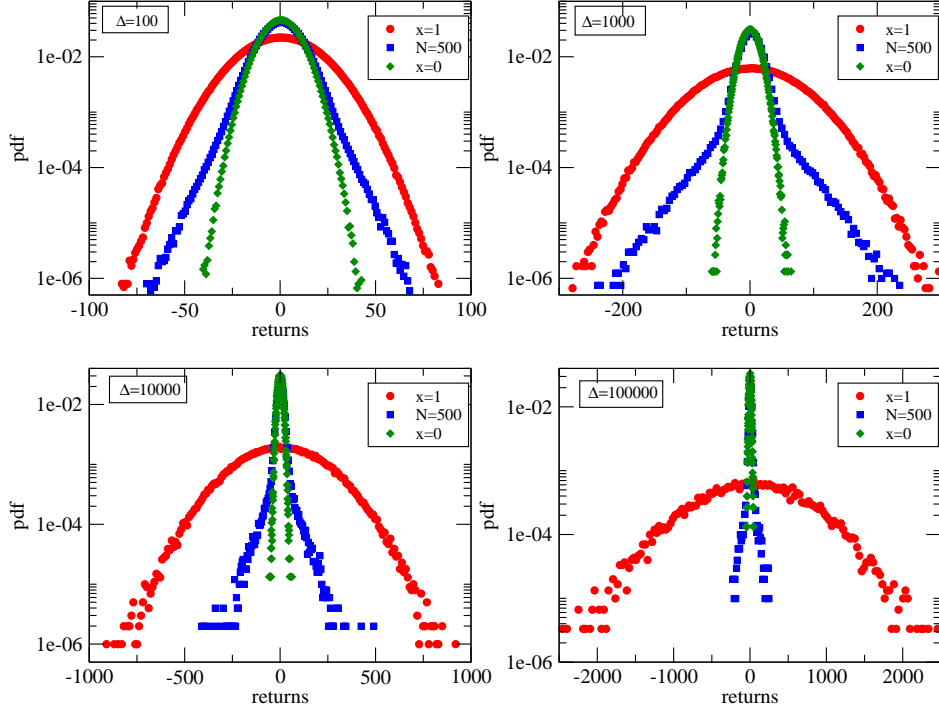 Δ=100
x=1
N=500
x=0
1e-02
1e-04
1e-06
pdf
-100
-50
0
50
100
returns
Δ=1000
x=1
N=500
x=0
1e-02
1e-04
1e-06
pdf
-200
0
200
returns
Δ=10000
x=1
N=500
x=0
1e-02
1e-04
1e-06
pdf
-1000
-500
0
500
1000
returns
Δ=100000
x=1
N=500
x=0
1e-02
1e-04
1e-06
pdf
-2000
-1000
0
1000
2000
returns